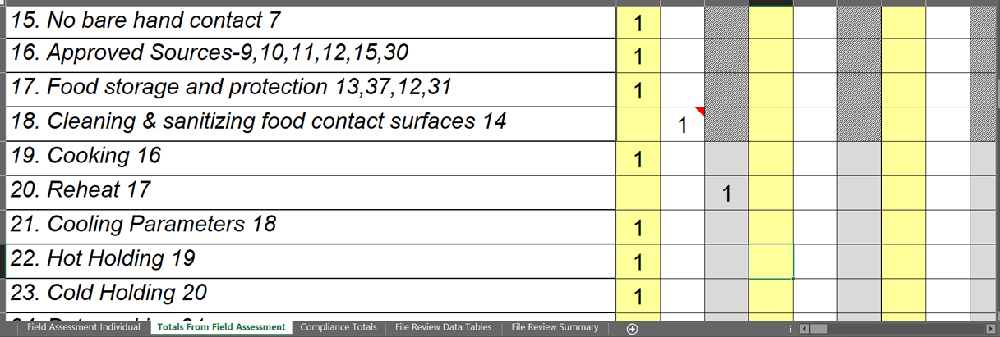 15. No bare hand contact 7 1
16. Approved Sources-9,10,11,12,15,30 1
17. Food storage and protection 13,37,12,31 1
18. Cleaning & sanitizing food contact surfaces 14 1
19. Cooking 16 1
20. Reheat 17 1
21. Cooling Parameters 18 1
22. Hot Holding 19 1
23. Cold Holding 20 1
Field Assessment Individual Totals From Field Assessment Compliance Totals File Review Data Tables File Review Summary